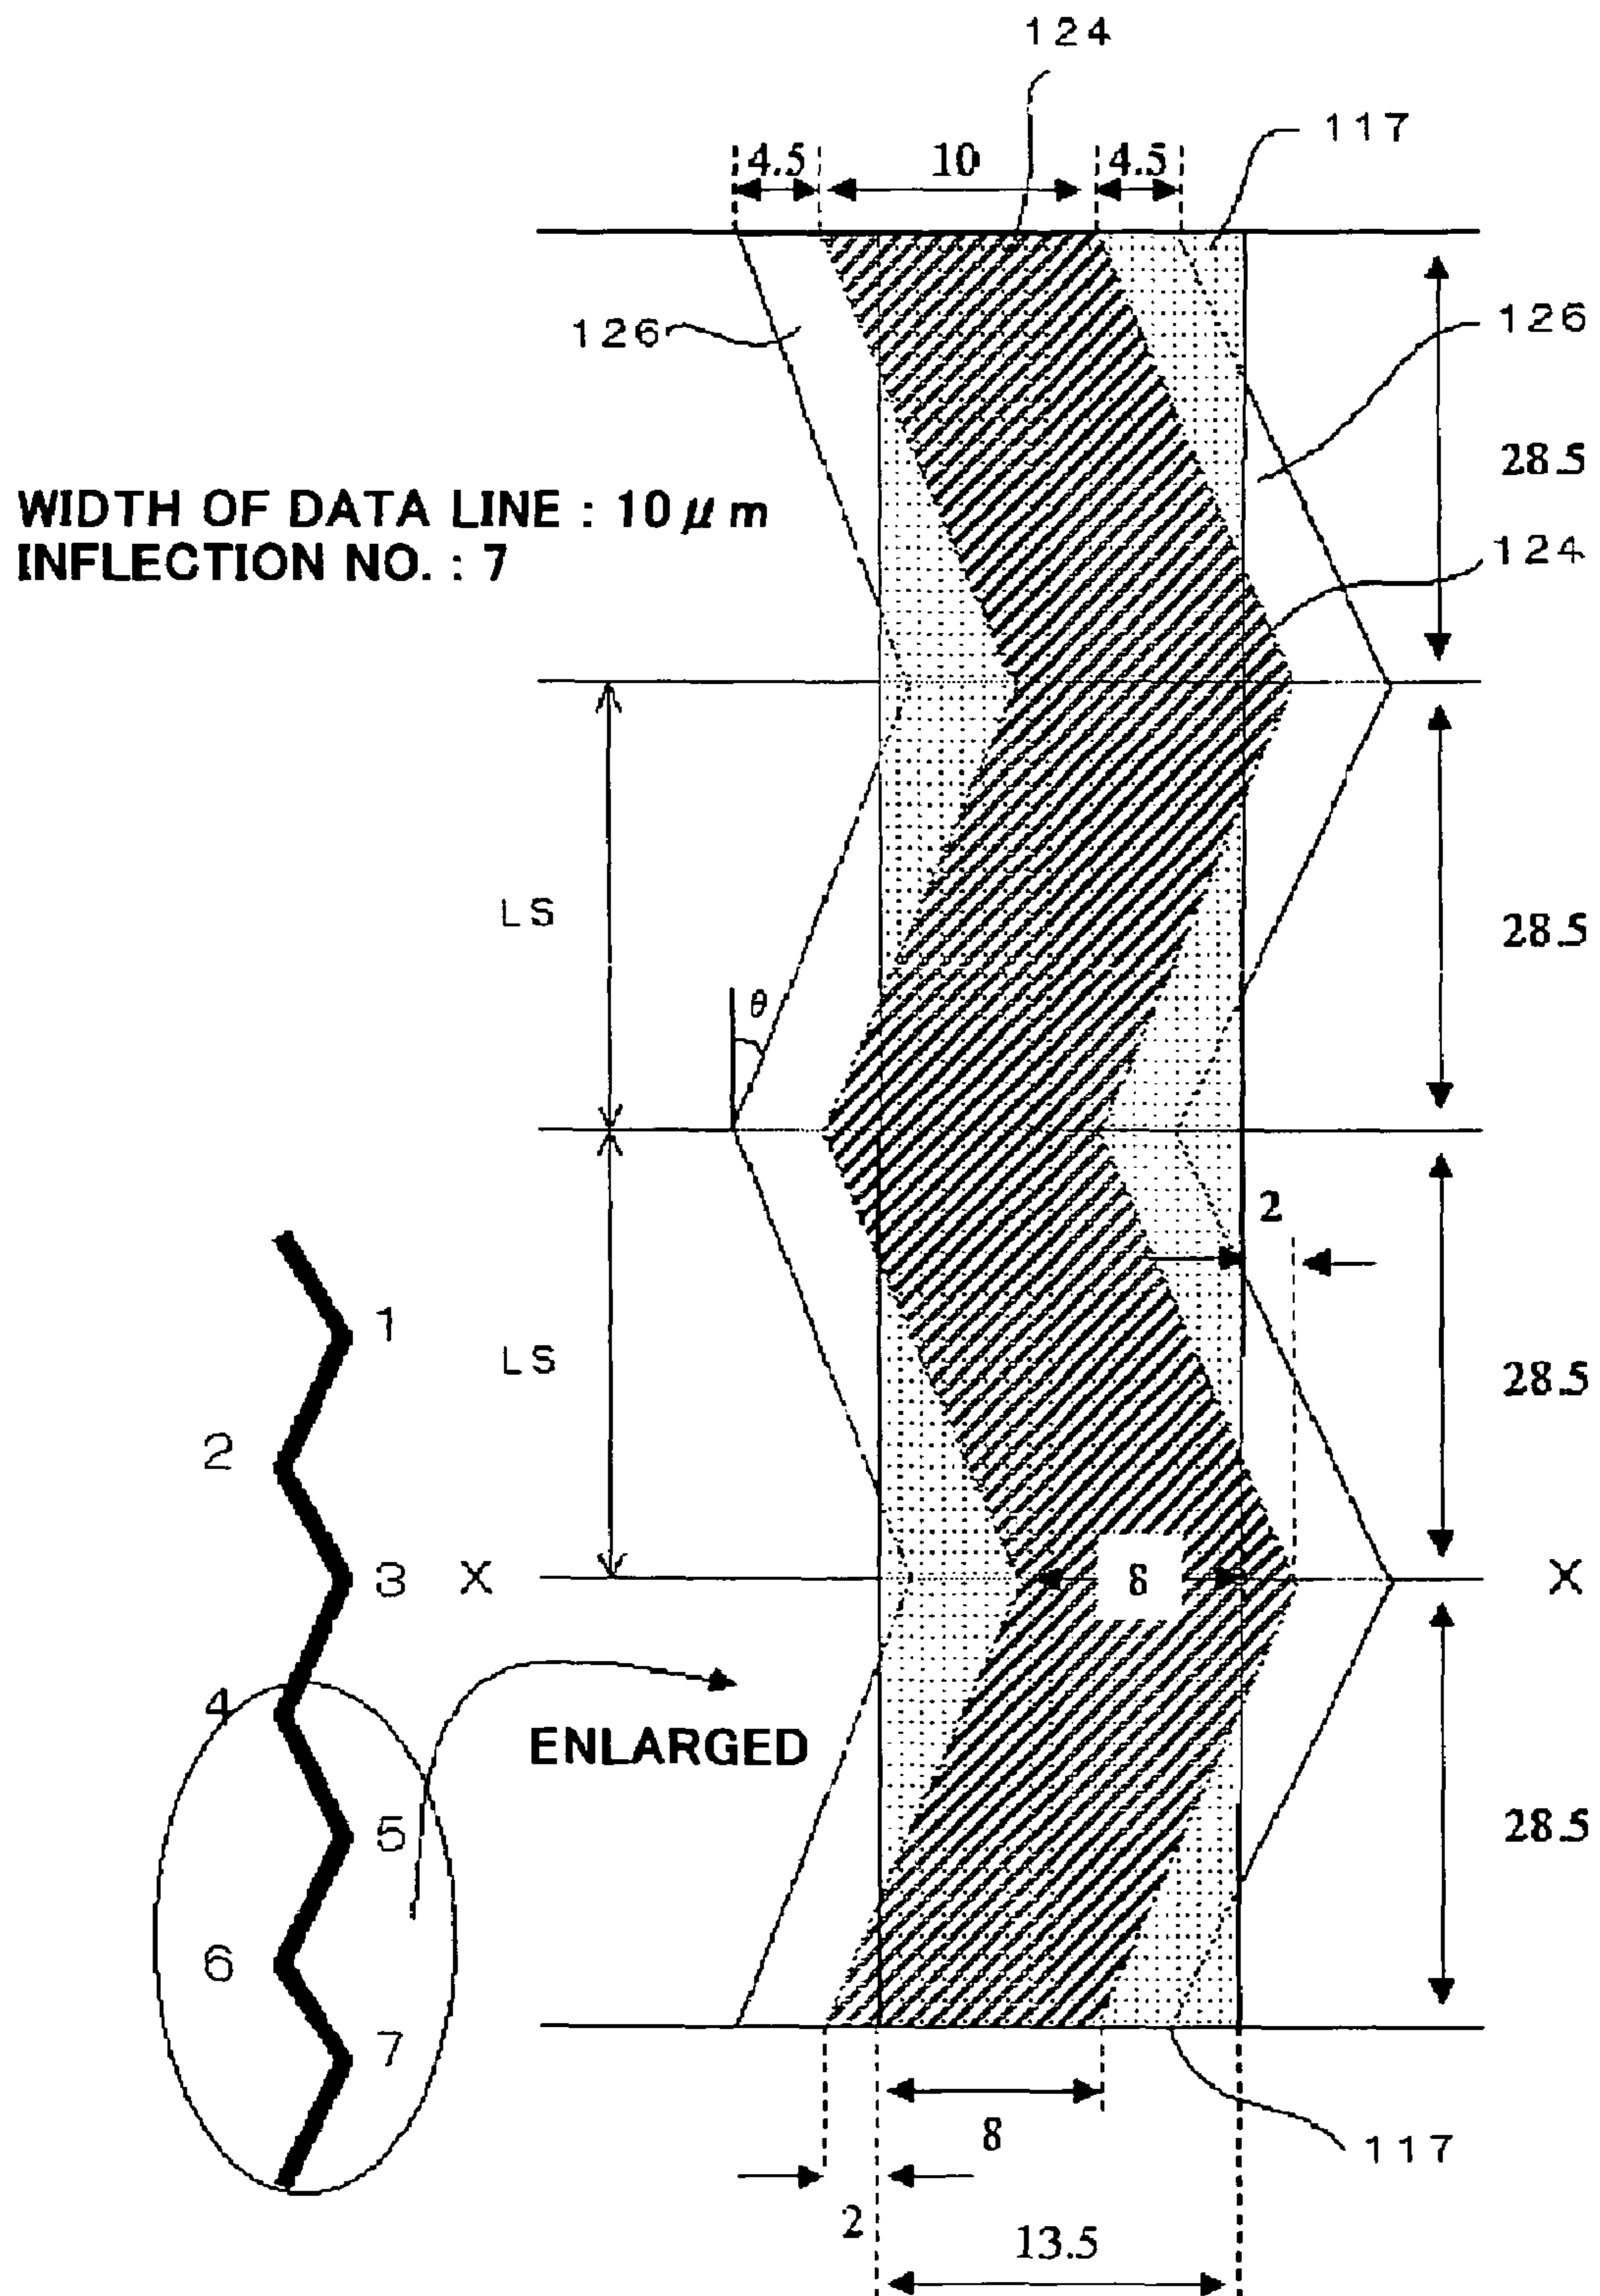 124
117
4.5 10 4.5
126
126
28.5
WIDTH OF DATA LINE : 10 μ m
INFLECTION NO. : 7
124
LS
28.5
θ
2
1
LS
28.5
2
3 X
8
X
4
ENLARGED
5
28.5
6
7
8
117
2
13.5